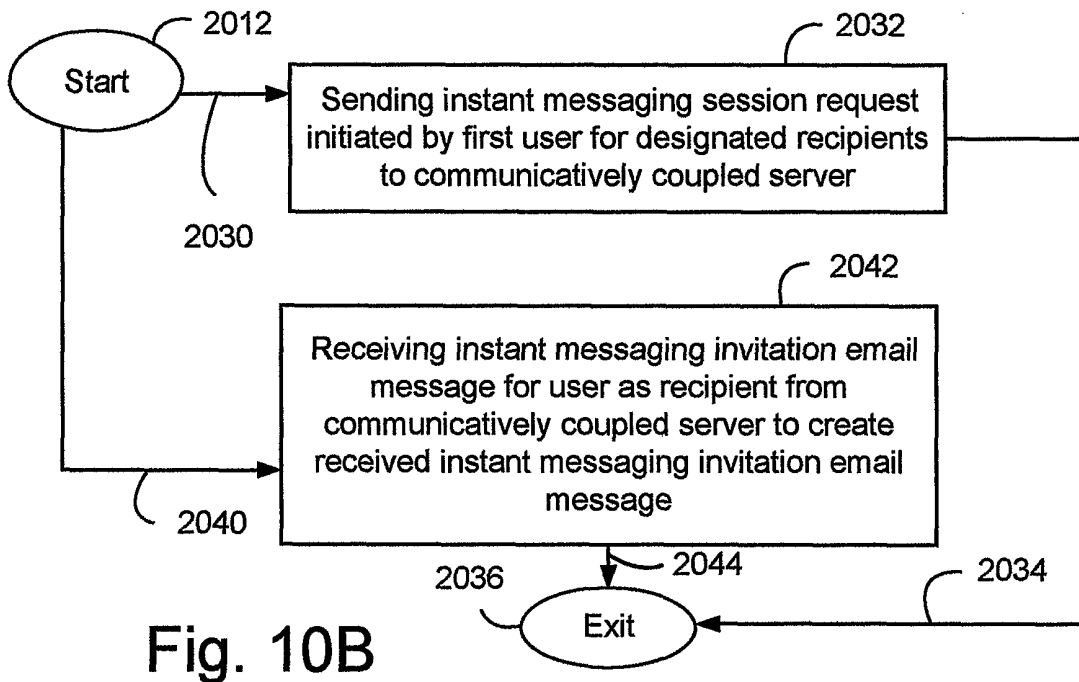 2012
Start
2032
Sending instant messaging session request
initiated by first user for designated recipients
to communicatively coupled server
2030
2042
Receiving instant messaging invitation email
message for user as recipient from
communicatively coupled server to create
received instant messaging invitation email
message
2040
2044
2036
2034
Exit
Fig. 10B